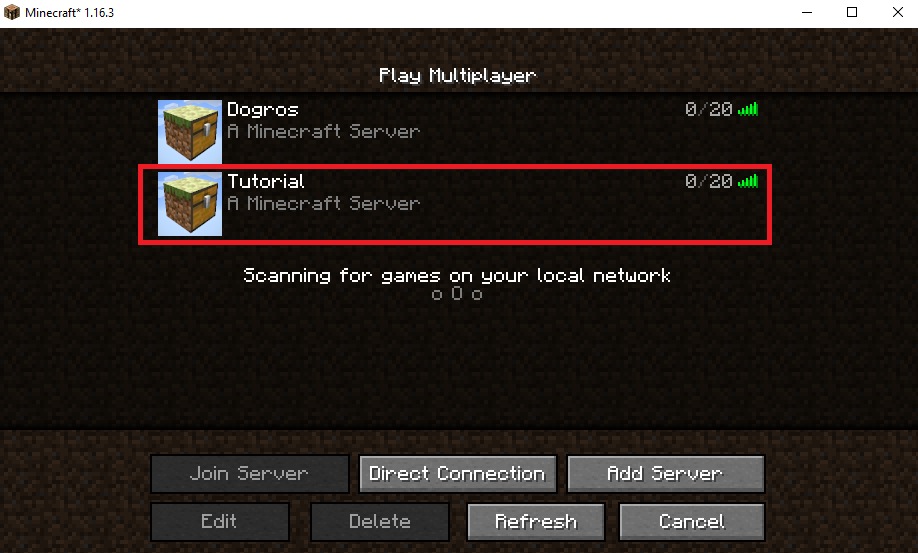 Minecraft* 1.16.3
Play Multiplayer
Dogros 0/20
A Minecraft Server
Tutorial 0/20
A Minecraft Server
Scanning for games on your local network
o O o
Join Server Direct Connection Add Server
Edit Delete Refresh Cancel